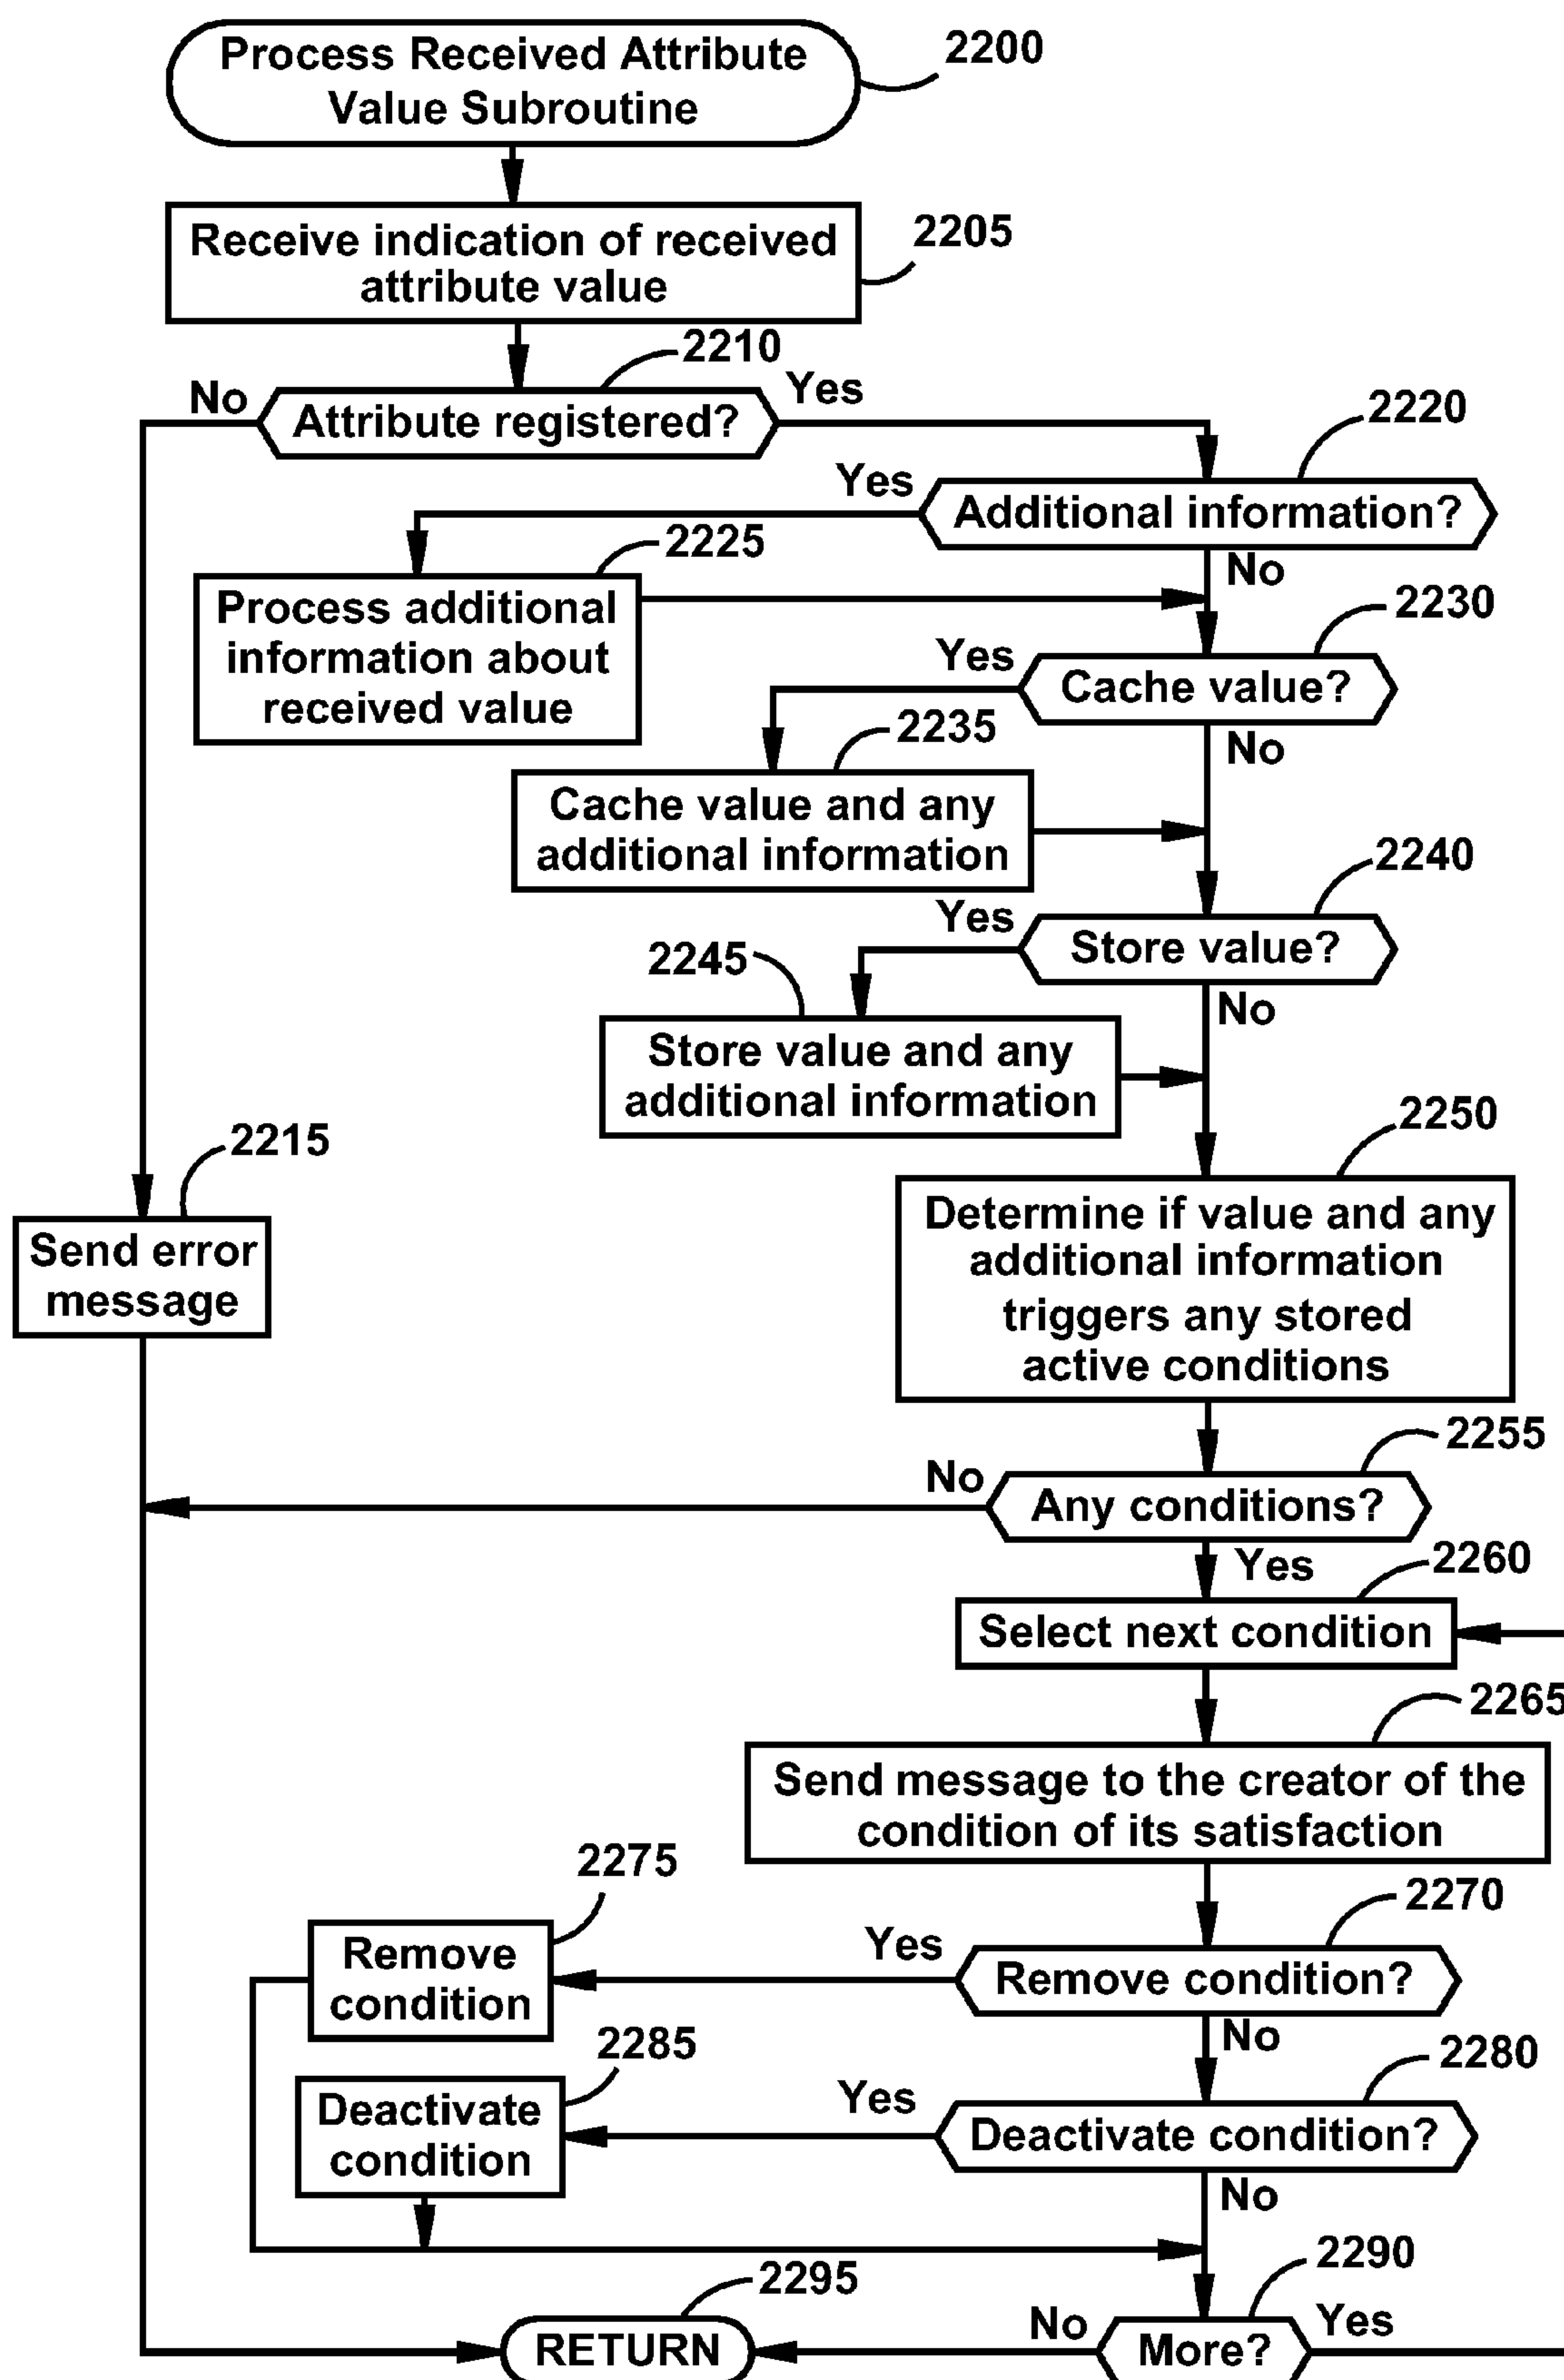 Process Received Attribute
Value Subroutine
2200
Receive indication of received
attribute value
2205
2210
No
Attribute registered?
Yes
2220
Yes
Additional information?
2225
No
Process additional
information about
received value
2230
Yes
Cache value?
2235
No
Cache value and any
additional information
2240
Yes
Store value?
2245
No
Store value and any
additional information
2250
2215
Send error
message
Determine if value and any
additional information
triggers any stored
active conditions
2255
No
Any conditions?
Yes
2260
Select next condition
2265
Send message to the creator of the
condition of its satisfaction
2275
2270
Remove
condition
Yes
Remove condition?
No
2285
2280
Deactivate
condition
Yes
Deactivate condition?
No
2295
2290
RETURN
No
More?
Yes